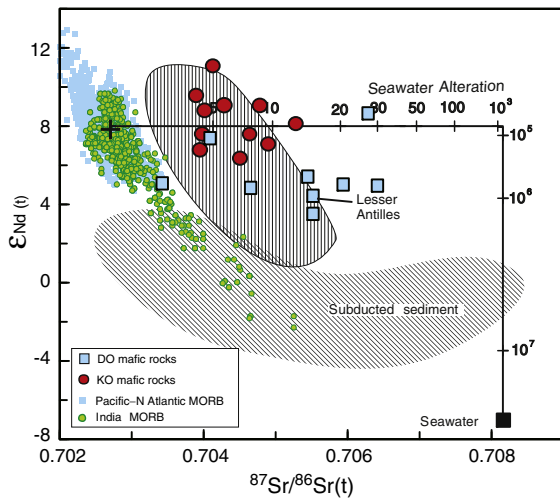 12
8
4
0
-4
-8
εNd (t)
Seawater Alteration
5 10 20 30 50 100 10³
10⁵
10⁶
10⁷
Lesser
Antilles
Subducted sediment
DO mafic rocks
KO mafic rocks
Pacific–N Atlantic MORB
India MORB
Seawater
0.702 0.704 0.706 0.708
⁸⁷Sr/⁸⁶Sr(t)